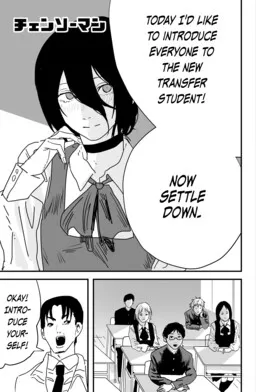 チェンソーマン
TODAY I'D LIKE
TO INTRODUCE
EVERYONE TO
THE NEW
TRANSFER
STUDENT!
NOW
SETTLE
DOWN.
OKAY!
INTRO-
DUCE
YOUR-
SELF!